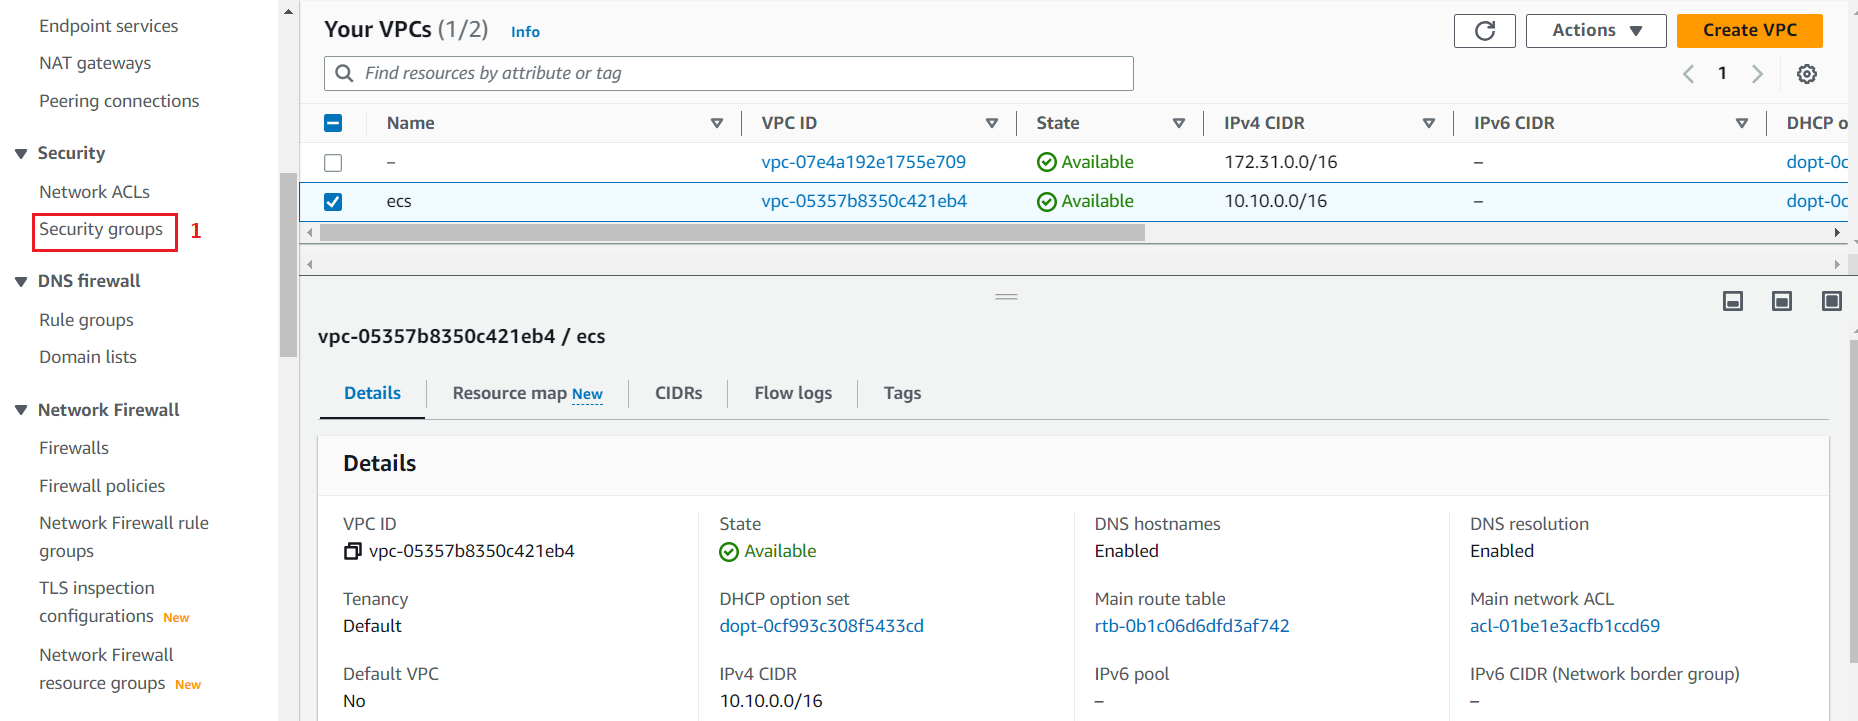 Endpoint services
NAT gateways
Peering connections
Security
Network ACLs
Security groups 1
DNS firewall
Rule groups
Domain lists
Network Firewall
Firewalls
Firewall policies
Network Firewall rule
groups
TLS inspection
configurations New
Network Firewall
resource groups New
Your VPCs (1/2) Info
Actions
Create VPC
Find resources by attribute or tag
1
Name VPC ID State IPv4 CIDR IPv6 CIDR DHCP o
– vpc-07e4a192e1755e709 Available 172.31.0.0/16 – dopt-0c
ecs vpc-05357b8350c421eb4 Available 10.10.0.0/16 – dopt-0c
vpc-05357b8350c421eb4 / ecs
Details Resource map New CIDRs Flow logs Tags
Details
VPC ID State DNS hostnames DNS resolution
vpc-05357b8350c421eb4 Available Enabled Enabled
Tenancy DHCP option set Main route table Main network ACL
Default dopt-0cf993c308f5433cd rtb-0b1c06d6dfd3af742 acl-01be1e3acfb1ccd69
Default VPC IPv4 CIDR IPv6 pool IPv6 CIDR (Network border group)
No 10.10.0.0/16 – –